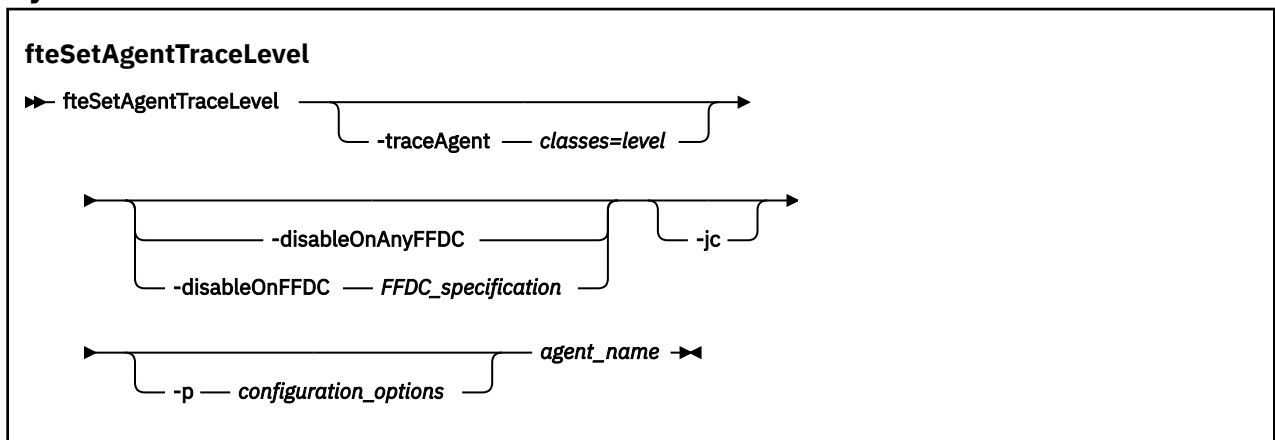 fteSetAgentTraceLevel
fteSetAgentTraceLevel
-traceAgent classes=level
-disableOnAnyFFDC
-jc
-disableOnFFDC FFDC_specification
agent_name
-p configuration_options